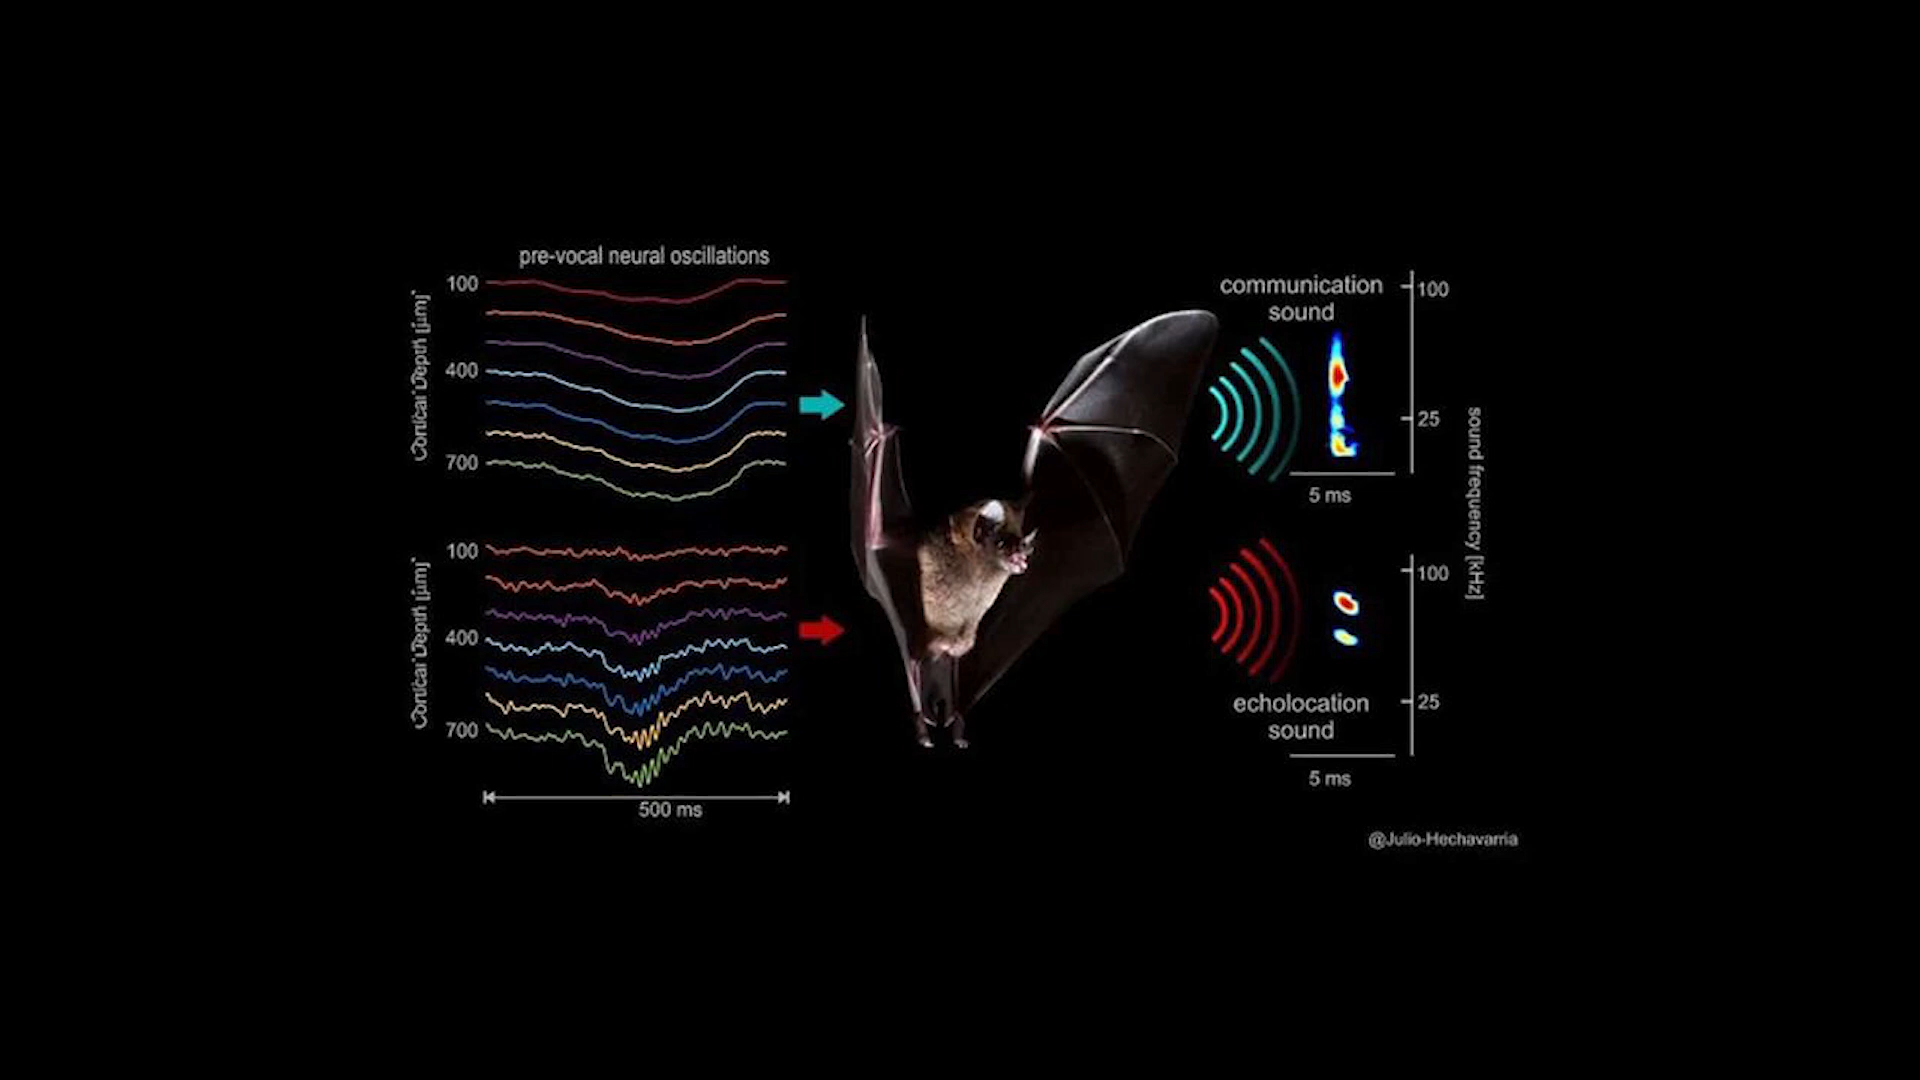 pre-vocal neural oscillations
100
400
700
Cortical Depth [µm]
100
400
700
Cortical Depth [µm]
500 ms
communication
sound
100
25
5 ms
sound frequency [kHz]
100
25
echolocation
sound
5 ms
@Julio-Hechavarria